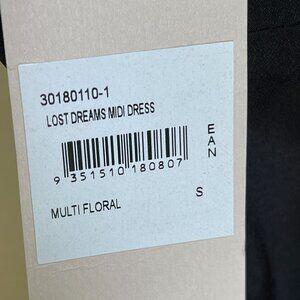 30180110-1
LOST DREAMS MIDI DRESS
EAN
9 351510 180807
MULTI FLORAL S